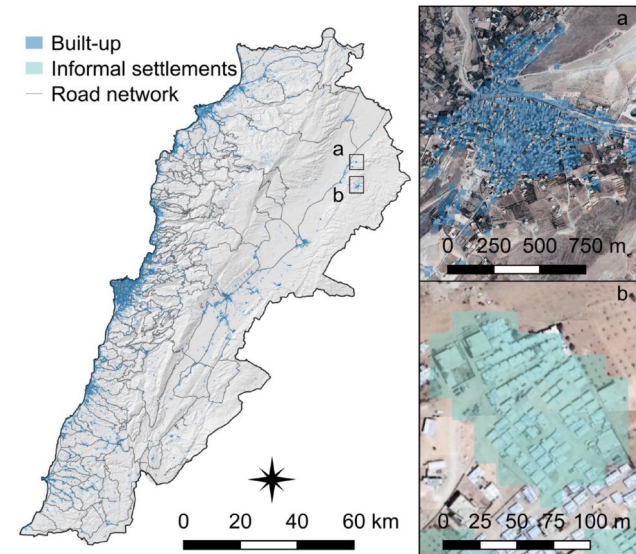 Built-up
Informal settlements
Road network
a
b
0 20 40 60 km
a
0 250 500 750 m
b
0 25 50 75 100 m